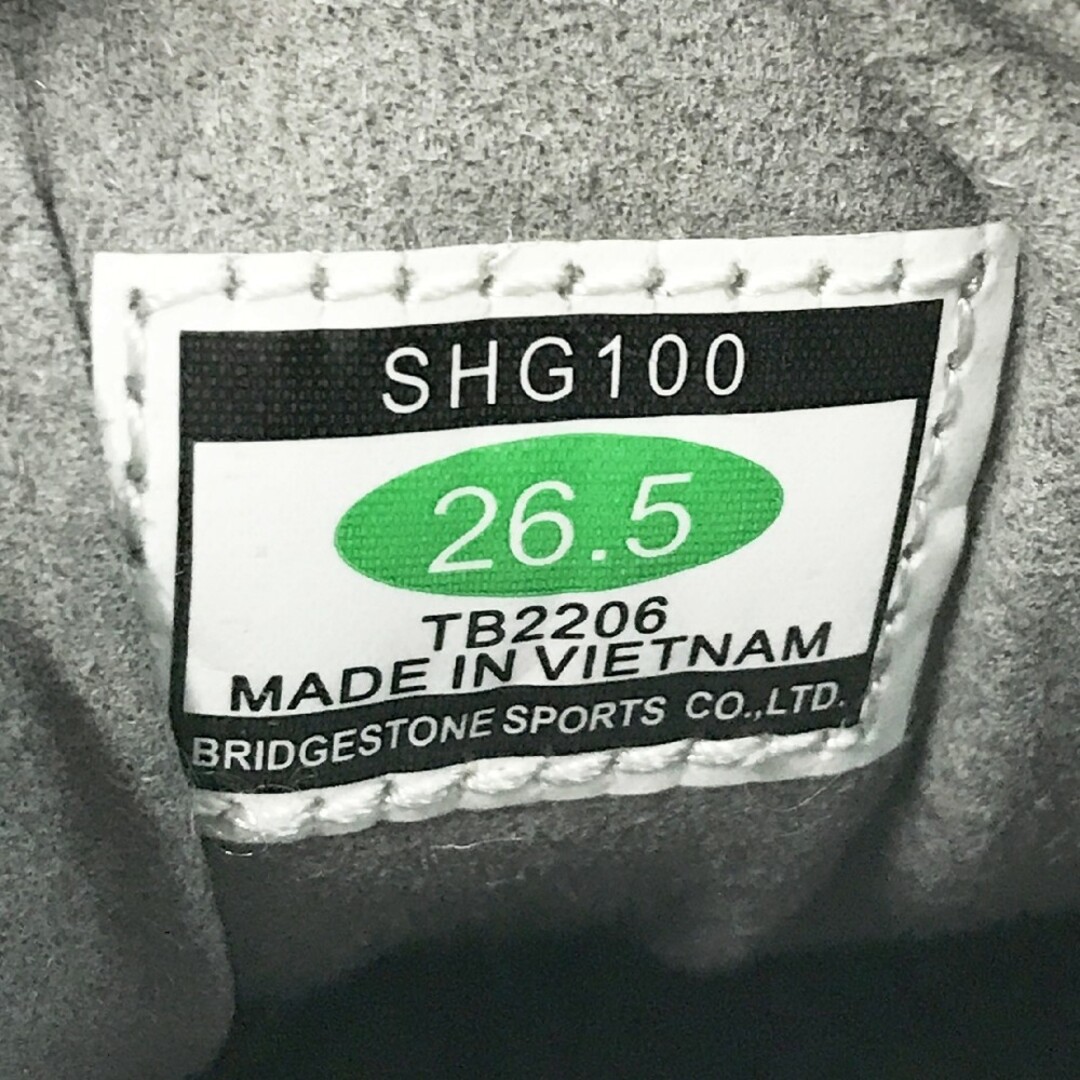 SHG100
26.5
TB2206
MADE IN VIETNAM
BRIDGESTONE SPORTS CO.,LTD.